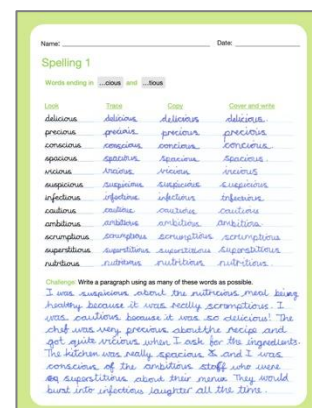 Name: Date:
Spelling 1
Words ending in ...cious and ...tious
Look Trace Copy Cover and write
delicious delicious delicious delicious
precious precious precious precious
conscious conscious concious concious
spacious spacious spacious spacious
vicious vicious vicious vicious
suspicious suspicious suspicious suspicious
infectious infectious infectious infectious
cautious cautious cautious cautious
ambitious ambitious ambitious ambitious
scrumptious scrumptious scrumptious scrumptious
superstitious superstitious superstitious superstitious
nutritious nutritious nutritious nutritious
Challenge: Write a paragraph using as many of these words as possible.
I was suspicious about the nutricious meal being
healthy because it was really scromptious. I
was cautious because it was so delicious! The
chef was very precious about the recipe and
got quite vicious when I ask for the ingredients.
The kitchen was really spacious and I was
conscious of the ambitious staff who were
superstitious about their menus. They would
burst into infectious laughter all the time.